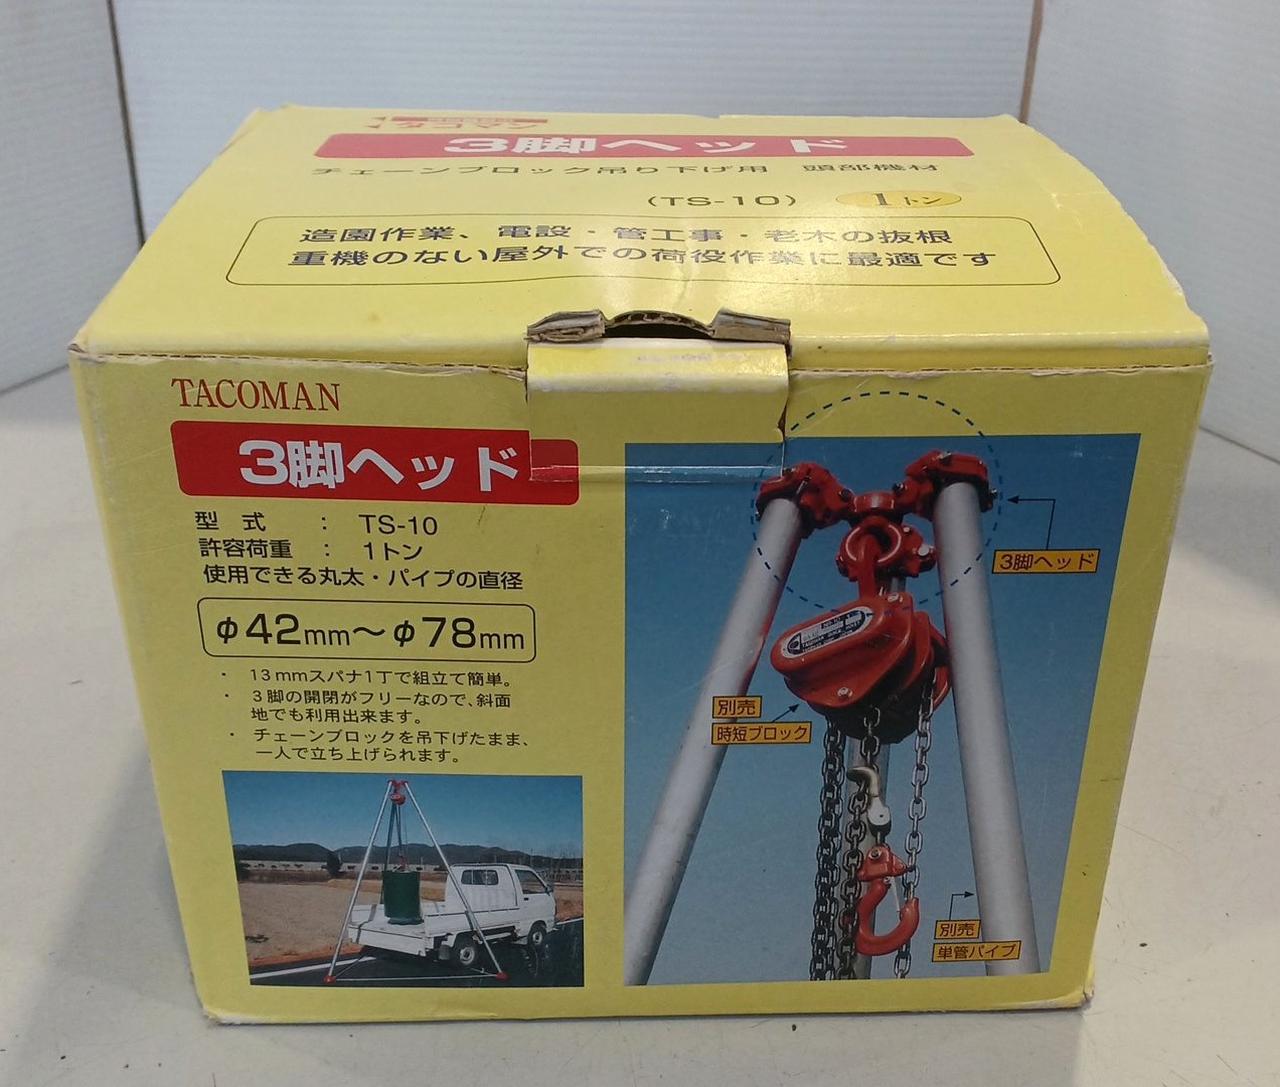 タコマン
3脚ヘッド
チェーンブロック吊り下げ用 頭部機材
(TS-10) 1トン
造園作業、電設・管工事・老木の抜根
重機のない屋外での荷役作業に最適です
TACOMAN
3脚ヘッド
型 式 : TS-10
許容荷重 : 1トン
使用できる丸太・パイプの直径
φ42mm～φ78mm
・ 13mmスパナ1丁で組立て簡単。
・ 3脚の開閉がフリーなので、斜面
地でも利用出来ます。
・ チェーンブロックを吊下げたまま、
一人で立ち上げられます。
3脚ヘッド
別売
時短ブロック
別売
単管パイプ